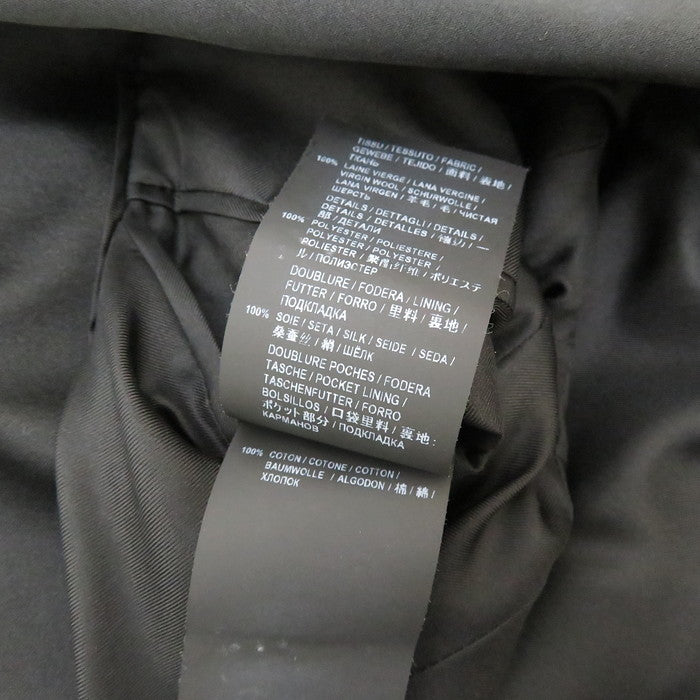 TISSU / TESSUTO / FABRIC /
GEWEBE / TEJIDO / 面料 / 裏地 /
ТКАНЬ
100% LAINE VIERGE / LANA VERGINE /
VIRGIN WOOL / SCHURWOLLE /
LANA VIRGEN / 羊毛 / 毛 / ЧИСТАЯ
ШЕРСТЬ
DETAILS / DETTAGLI / DETAILS /
DETAILS / DETALLES / 镶边 / 一
部 / ДЕТАЛИ
100% POLYESTER / POLIESTERE /
POLYESTER / POLYESTER /
POLIESTER / 聚酯纤维 / ポリエステ
ル / ПОЛИЭСТЕР
DOUBLURE / FODERA / LINING /
FUTTER / FORRO / 里料 / 裏地 /
ПОДКЛАДКА
100% SOIE / SETA / SILK / SEIDE / SEDA /
桑蚕丝 / 絹 / ШЁЛК
DOUBLURE POCHES / FODERA
TASCHE / POCKET LINING /
TASCHENFUTTER / FORRO
BOLSILLOS / 口袋里料 / 裏地:
ポケット部分 / ПОДКЛАДКА
КАРМАНОВ
100% COTON / COTONE / COTTON /
BAUMWOLLE / ALGODON / 棉 / 綿 /
ХЛОПОК